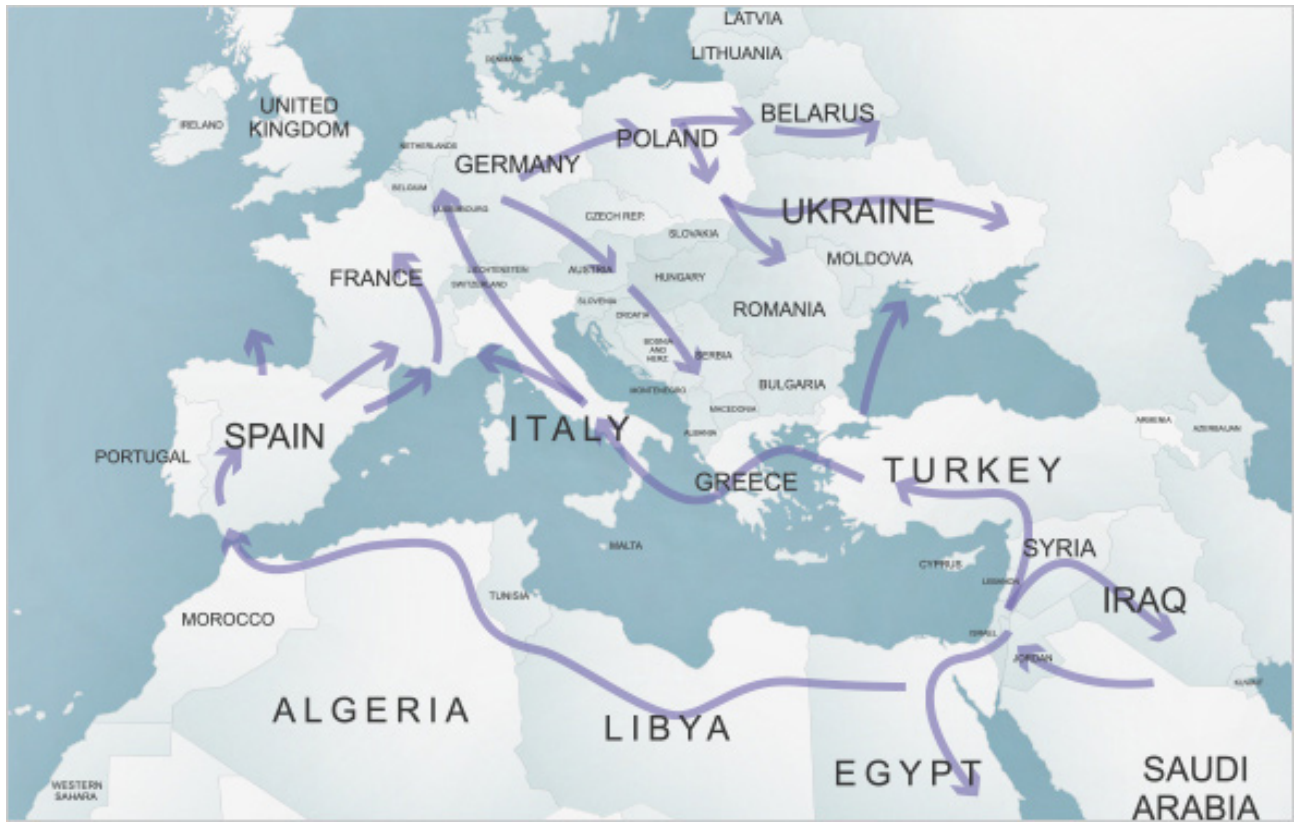 LATVIA
LITHUANIA
DENMARK
UNITED
KINGDOM
IRELAND
BELARUS
POLAND
NETHERLANDS
GERMANY
BELGIUM
LUXEMBOURG
CZECH REP.
UKRAINE
SLOVAKIA
MOLDOVA
FRANCE
LIECHTENSTEIN
AUSTRIA
HUNGARY
SWITZERLAND
SLOVENIA
CROATIA
ROMANIA
BOSNIA
AND
HERZ.
SERBIA
MONTENEGRO
BULGARIA
MACEDONIA
ALBANIA
ARMENIA
AZERBAIJAN
SPAIN
ITALY
PORTUGAL
GREECE
TURKEY
MALTA
CYPRUS
SYRIA
LEBANON
TUNISIA
IRAQ
MOROCCO
ISRAEL
JORDAN
KUWAIT
ALGERIA
LIBYA
EGYPT
WESTERN
SAHARA
SAUDI
ARABIA